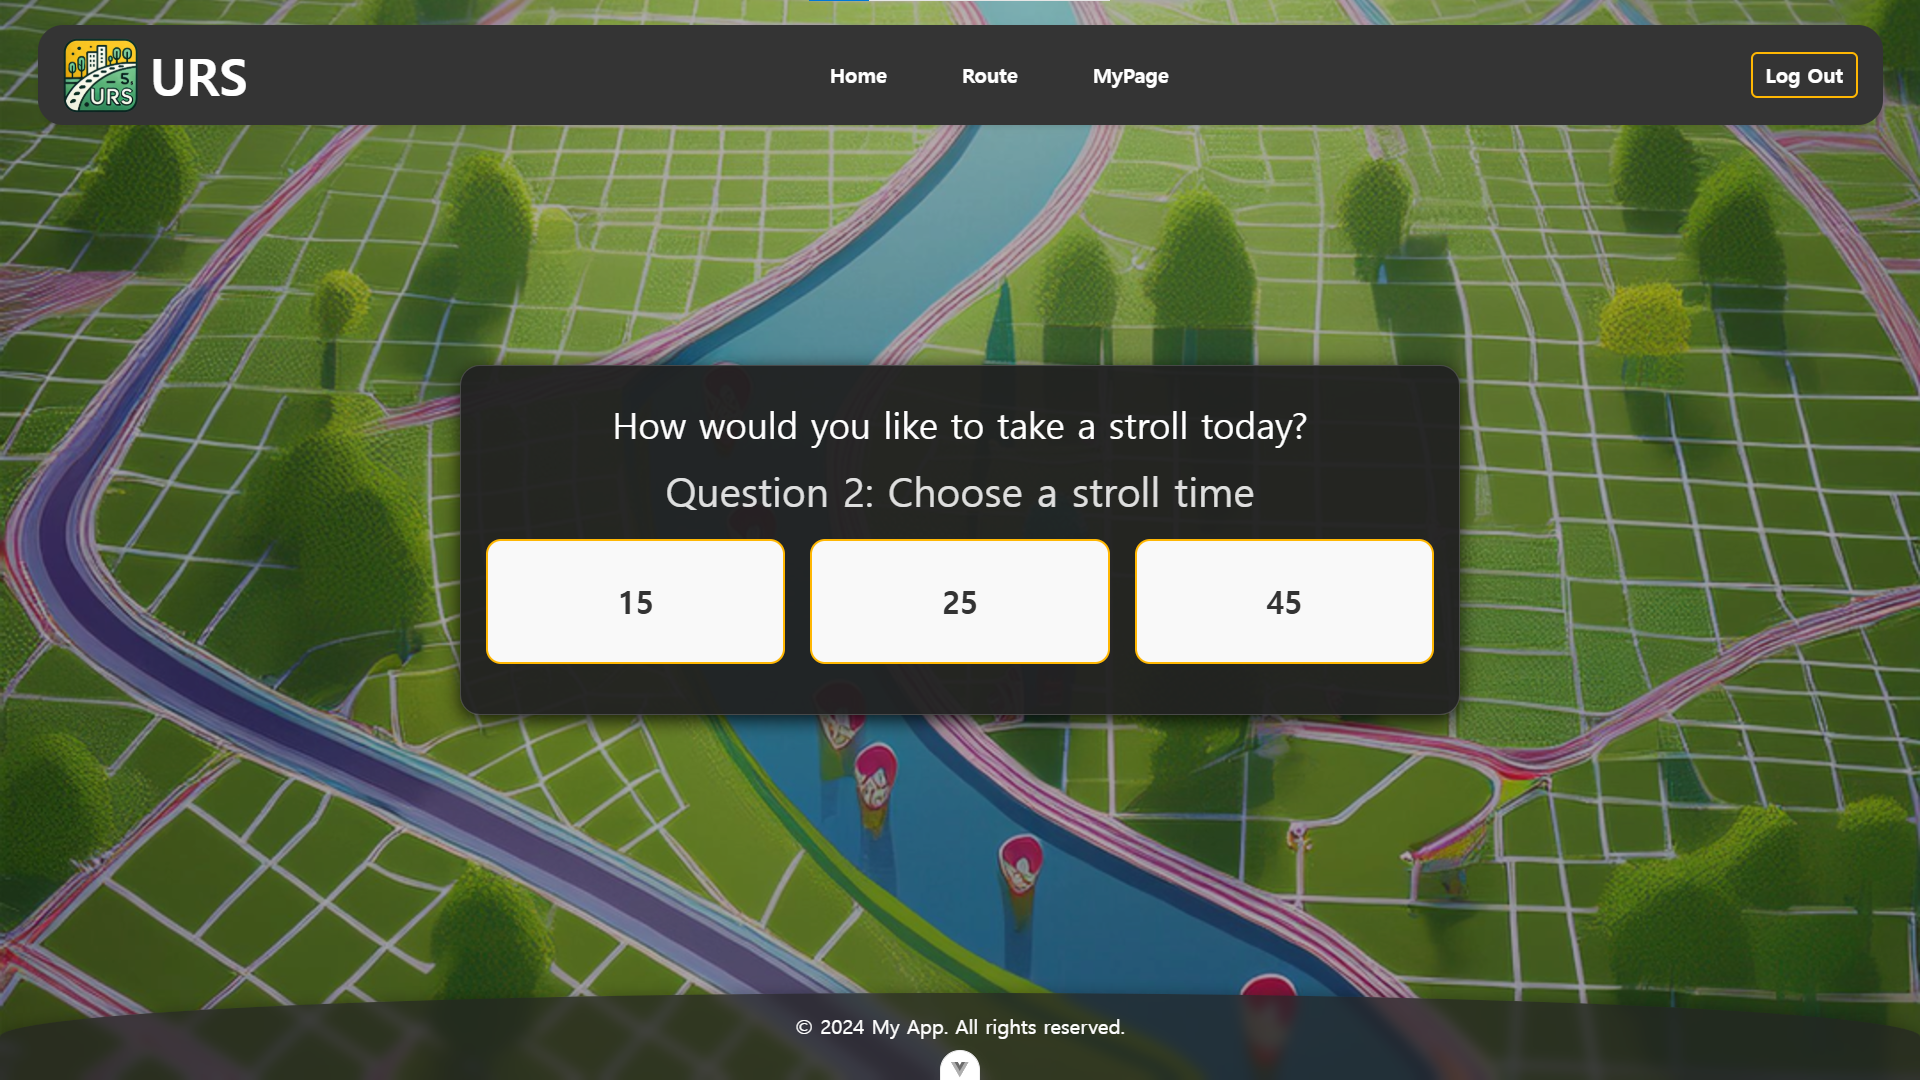 5.
URS
URS
Home
Route
MyPage
Log Out
How would you like to take a stroll today?
Question 2: Choose a stroll time
15
25
45
© 2024 My App. All rights reserved.